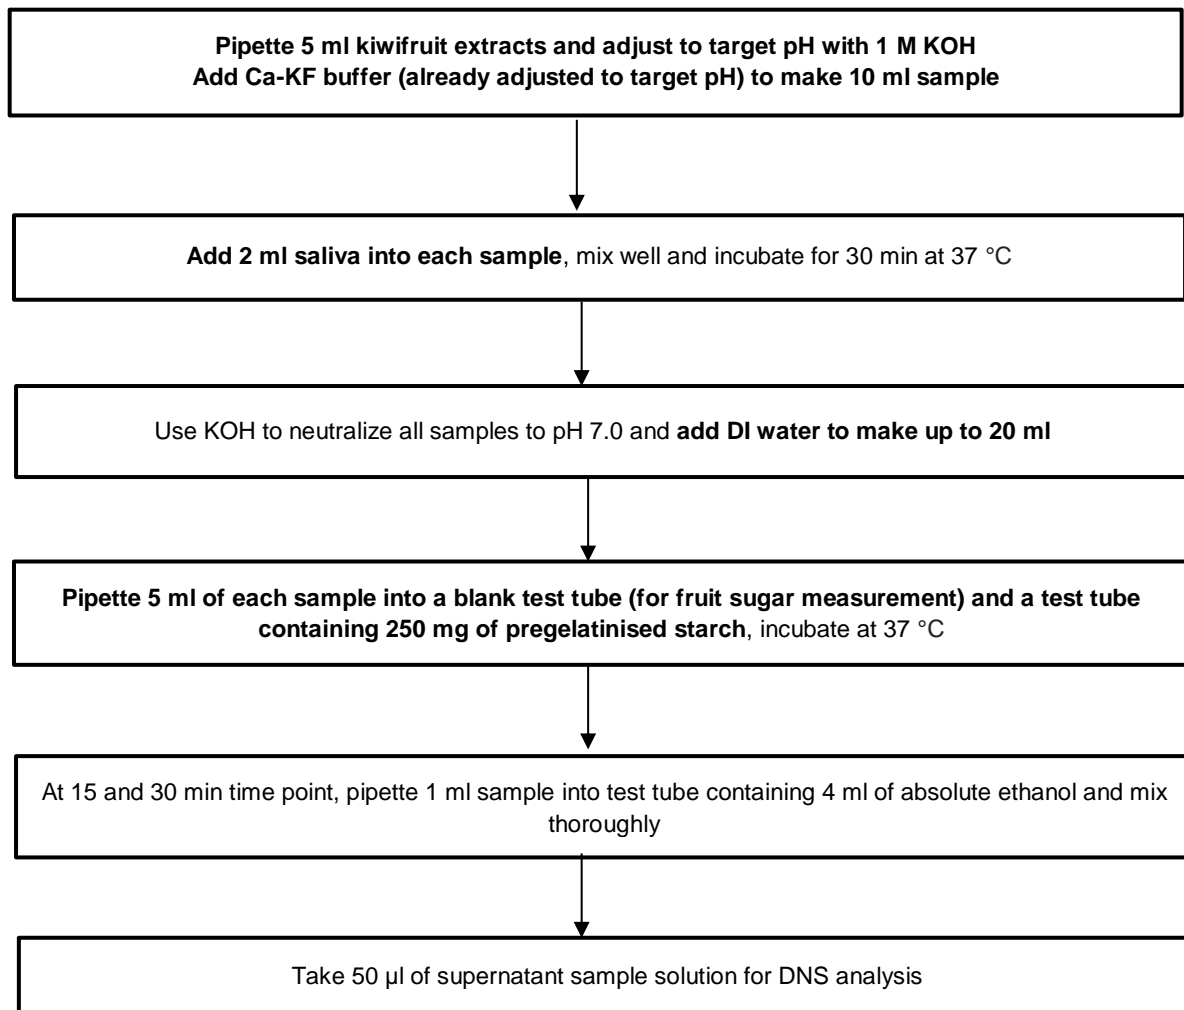 Pipette 5 ml kiwifruit extracts and adjust to target pH with 1 M KOH
Add Ca-KF buffer (already adjusted to target pH) to make 10 ml sample
Add 2 ml saliva into each sample, mix well and incubate for 30 min at 37 °C
Use KOH to neutralize all samples to pH 7.0 and add DI water to make up to 20 ml
Pipette 5 ml of each sample into a blank test tube (for fruit sugar measurement) and a test tube
containing 250 mg of pregelatinised starch, incubate at 37 °C
At 15 and 30 min time point, pipette 1 ml sample into test tube containing 4 ml of absolute ethanol and mix
thoroughly
Take 50 µl of supernatant sample solution for DNS analysis